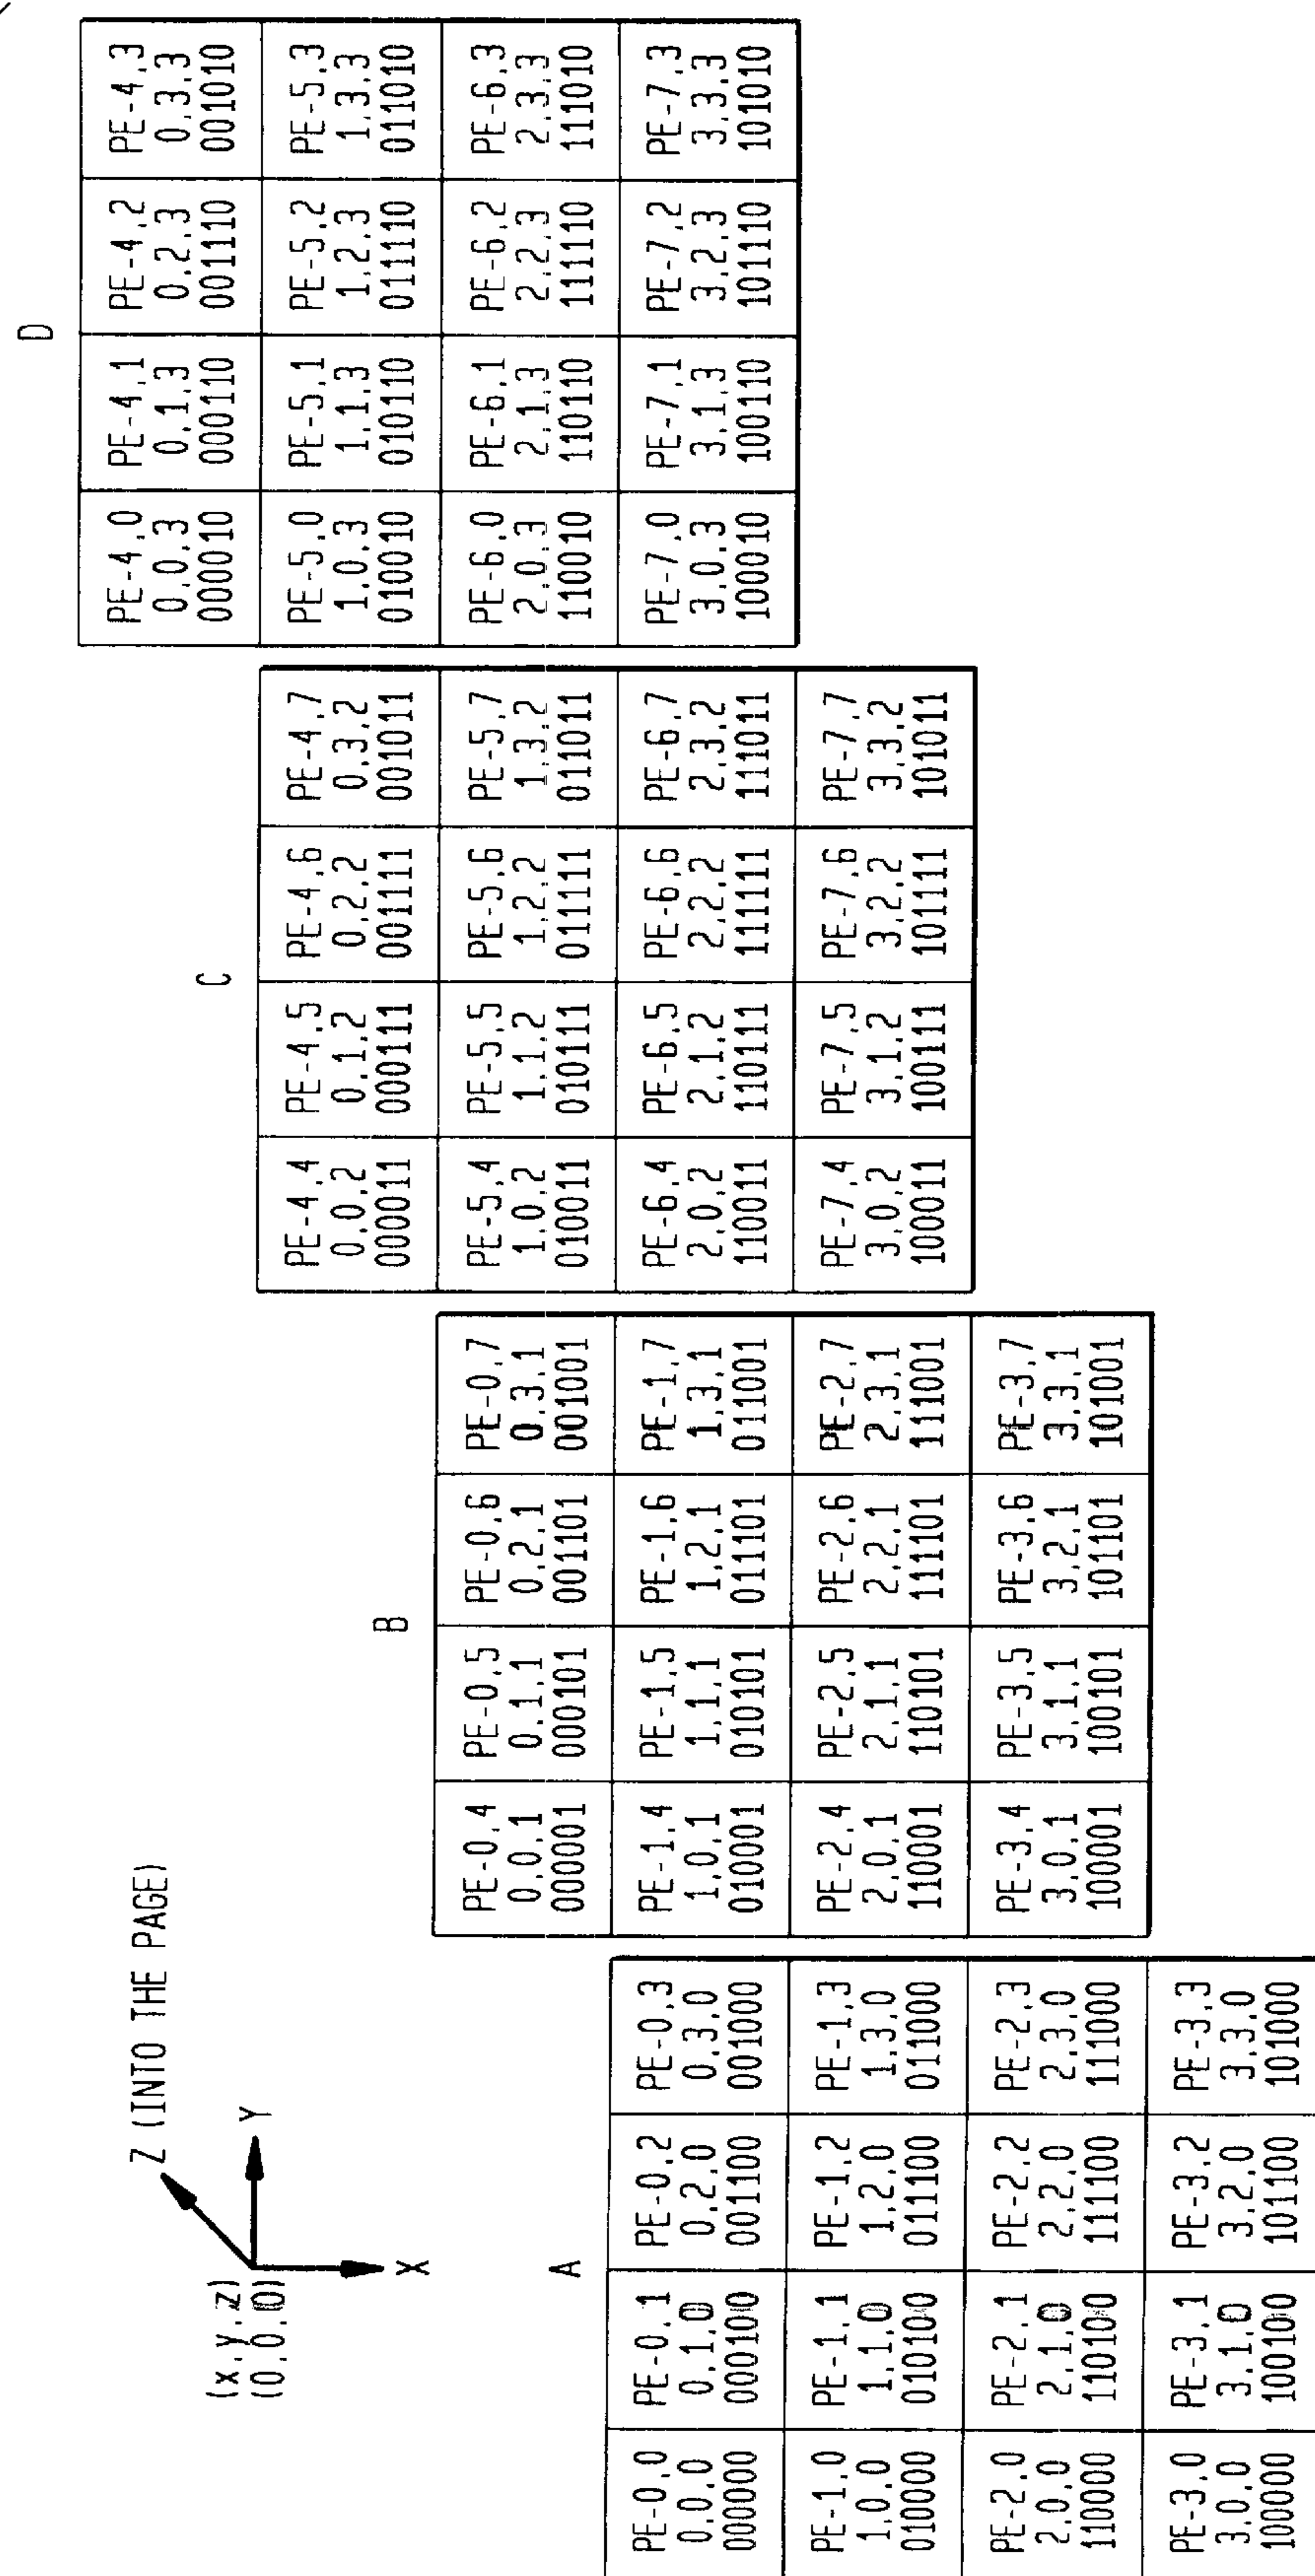 Z (INTO THE PAGE)
(x,y,z)
(0,0,0)
Y
X
A
PE-0,0
0,0,0
000000
PE-0,1
0,1,0
000100
PE-0,2
0,2,0
001100
PE-0,3
0,3,0
001000
PE-1,0
1,0,0
010000
PE-1,1
1,1,0
010100
PE-1,2
1,2,0
011100
PE-1,3
1,3,0
011000
PE-2,0
2,0,0
110000
PE-2,1
2,1,0
110100
PE-2,2
2,2,0
111100
PE-2,3
2,3,0
111000
PE-3,0
3,0,0
100000
PE-3,1
3,1,0
100100
PE-3,2
3,2,0
101100
PE-3,3
3,3,0
101000
B
PE-0,4
0,0,1
000001
PE-0,5
0,1,1
000101
PE-0,6
0,2,1
001101
PE-0,7
0,3,1
001001
PE-1,4
1,0,1
010001
PE-1,5
1,1,1
010101
PE-1,6
1,2,1
011101
PE-1,7
1,3,1
011001
PE-2,4
2,0,1
110001
PE-2,5
2,1,1
110101
PE-2,6
2,2,1
111101
PE-2,7
2,3,1
111001
PE-3,4
3,0,1
100001
PE-3,5
3,1,1
100101
PE-3,6
3,2,1
101101
PE-3,7
3,3,1
101001
C
PE-4,4
0,0,2
000011
PE-4,5
0,1,2
000111
PE-4,6
0,2,2
001111
PE-4,7
0,3,2
001011
PE-5,4
1,0,2
010011
PE-5,5
1,1,2
010111
PE-5,6
1,2,2
011111
PE-5,7
1,3,2
011011
PE-6,4
2,0,2
110011
PE-6,5
2,1,2
110111
PE-6,6
2,2,2
111111
PE-6,7
2,3,2
111011
PE-7,4
3,0,2
100011
PE-7,5
3,1,2
100111
PE-7,6
3,2,2
101111
PE-7,7
3,3,2
101011
D
PE-4,0
0,0,3
000010
PE-4,1
0,1,3
000110
PE-4,2
0,2,3
001110
PE-4,3
0,3,3
001010
PE-5,0
1,0,3
010010
PE-5,1
1,1,3
010110
PE-5,2
1,2,3
011110
PE-5,3
1,3,3
011010
PE-6,0
2,0,3
110010
PE-6,1
2,1,3
110110
PE-6,2
2,2,3
111110
PE-6,3
2,3,3
111010
PE-7,0
3,0,3
100010
PE-7,1
3,1,3
100110
PE-7,2
3,2,3
101110
PE-7,3
3,3,3
101010